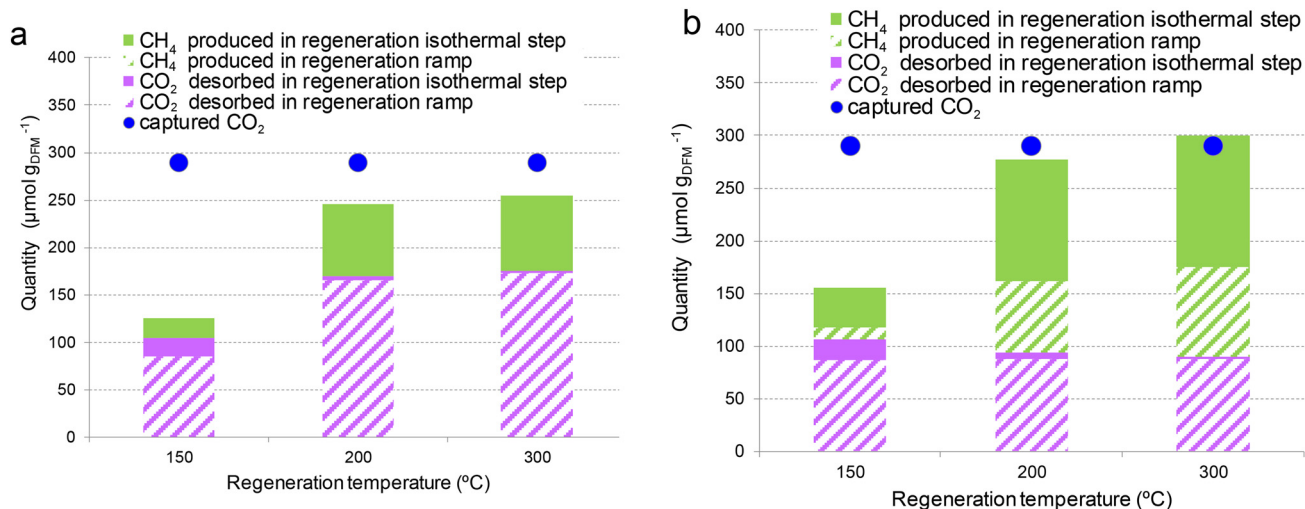 a
CH₄ produced in regeneration isothermal step
CH₄ produced in regeneration ramp
CO₂ desorbed in regeneration isothermal step
CO₂ desorbed in regeneration ramp
captured CO₂
400
350
300
250
200
150
100
50
0
Quantity (µmol g_DFM⁻¹)
150 200 300
Regeneration temperature (ºC)
b
CH₄ produced in regeneration isothermal step
CH₄ produced in regeneration ramp
CO₂ desorbed in regeneration isothermal step
CO₂ desorbed in regeneration ramp
captured CO₂
400
350
300
250
200
150
100
50
0
Quantity (µmol g_DFM⁻¹)
150 200 300
Regeneration temperature (ºC)